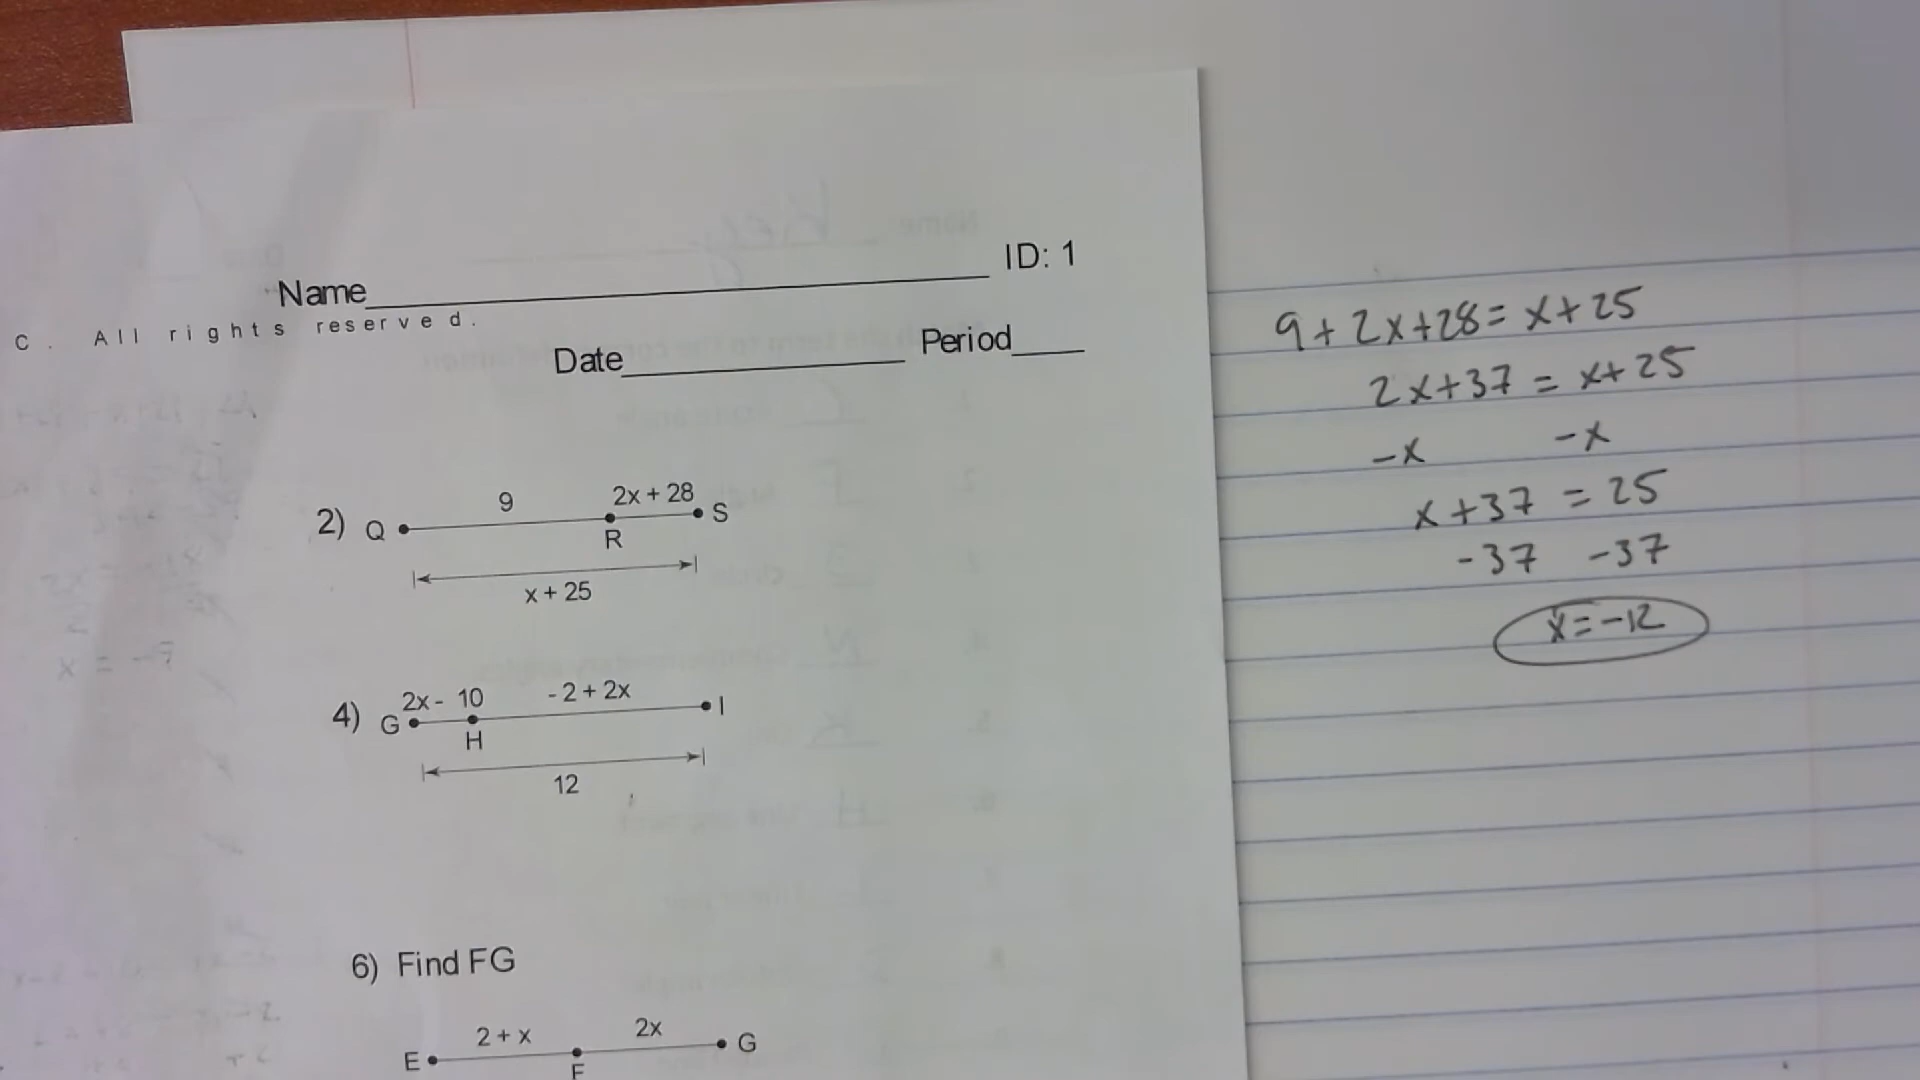 ID: 1
Name
C. All rights reserved.
Date Period
2) Q 9 R 2x + 28 S
x + 25
4) G 2x - 10 H - 2 + 2x I
12
6) Find FG
E 2 + x F 2x G
9 + 2x + 28 = x + 25
2x + 37 = x + 25
-x -x
x + 37 = 25
-37 -37
x = -12